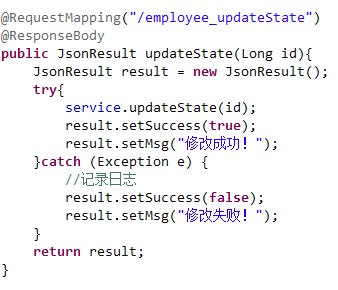 @RequestMapping("/employee_updateState")
@ResponseBody
public JsonResult updateState(Long id){
    JsonResult result = new JsonResult();
    try{
        service.updateState(id);
        result.setSuccess(true);
        result.setMsg("修改成功！");
    }catch (Exception e) {
        //记录日志
        result.setSuccess(false);
        result.setMsg("修改失败！");
    }
    return result;
}